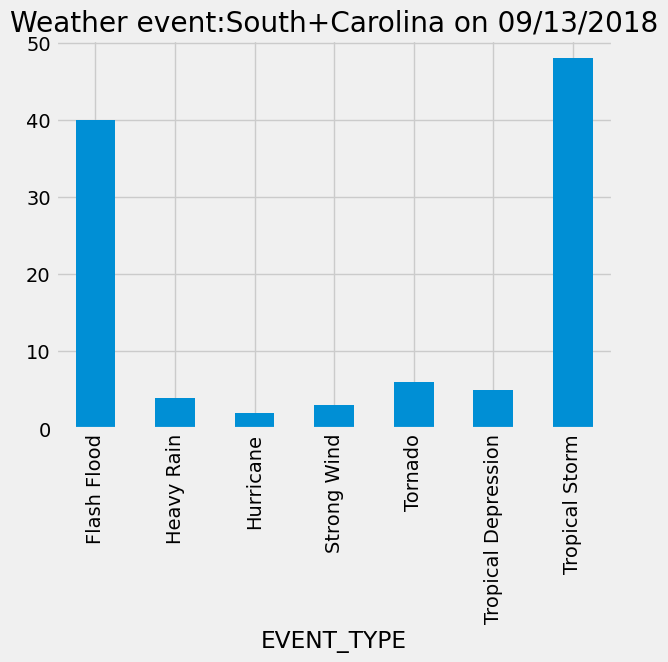 Weather event:South+Carolina on 09/13/2018
50
40
30
20
10
0
Flash Flood
Heavy Rain
Hurricane
Strong Wind
Tornado
Tropical Depression
Tropical Storm
EVENT_TYPE